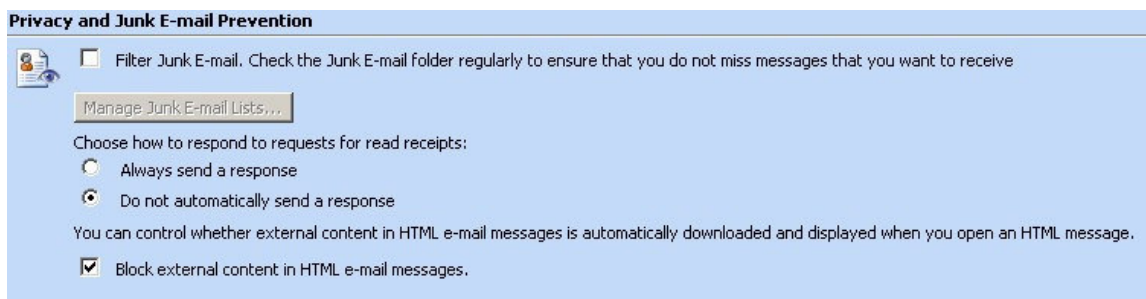 Privacy and Junk E-mail Prevention
Filter Junk E-mail. Check the Junk E-mail folder regularly to ensure that you do not miss messages that you want to receive
Manage Junk E-mail Lists...
Choose how to respond to requests for read receipts:
Always send a response
Do not automatically send a response
You can control whether external content in HTML e-mail messages is automatically downloaded and displayed when you open an HTML message.
Block external content in HTML e-mail messages.